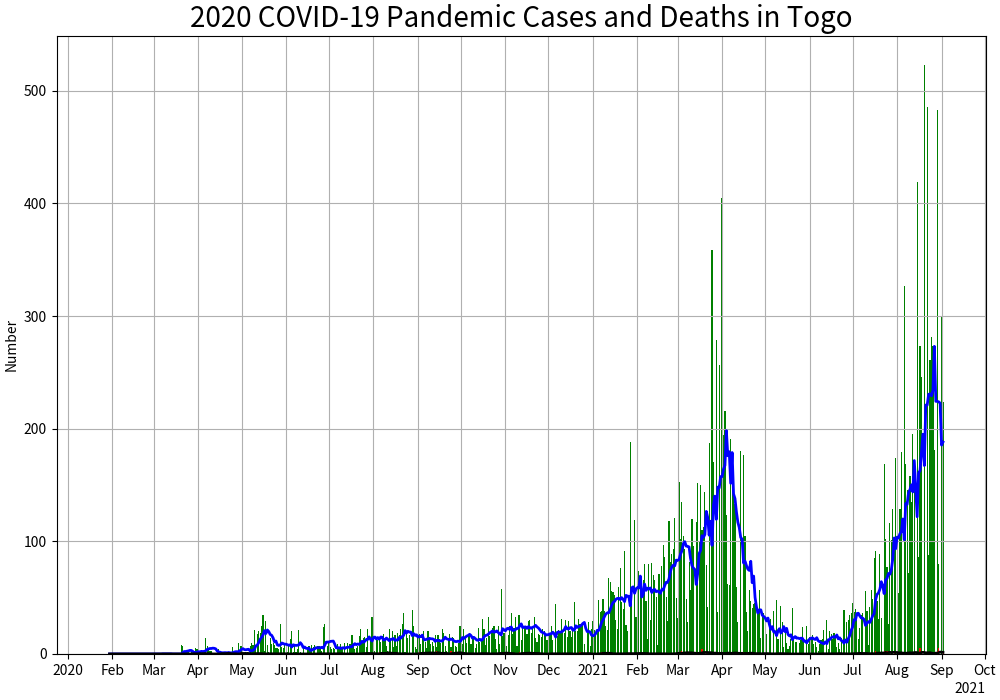 2020 COVID-19 Pandemic Cases and Deaths in Togo
Number
500
400
300
200
100
0
2020 Feb Mar Apr May Jun Jul Aug Sep Oct Nov Dec 2021 Feb Mar Apr May Jun Jul Aug Sep Oct
2021